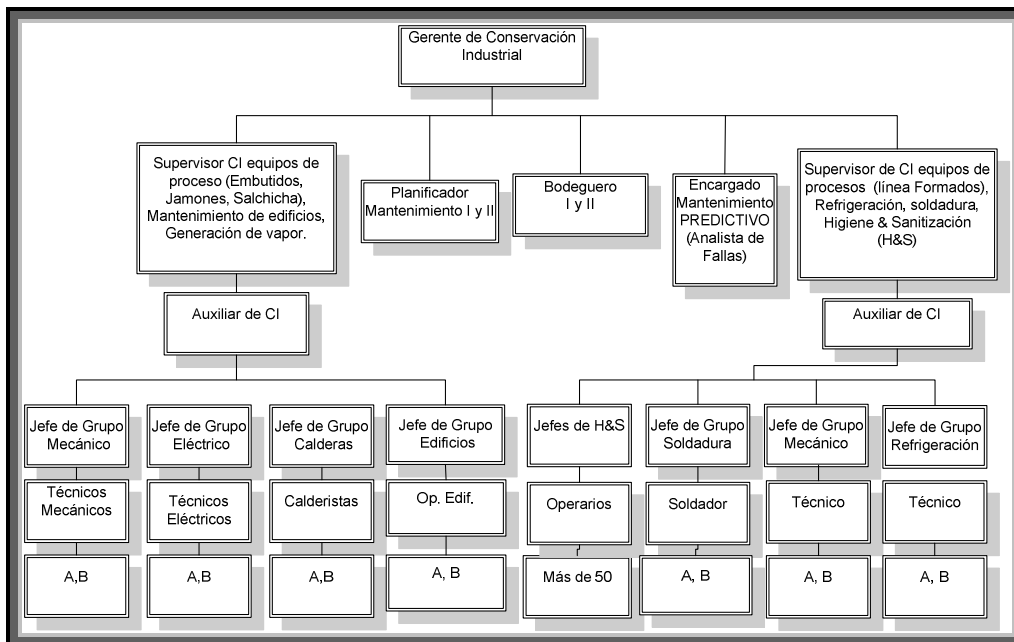 Gerente de Conservación
Industrial
Supervisor CI equipos de
proceso (Embutidos,
Jamones, Salchicha),
Mantenimiento de edificios,
Generación de vapor.
Planificador
Mantenimiento I y II
Bodeguero
I y II
Encargado
Mantenimiento
PREDICTIVO
(Analista de
Fallas)
Supervisor de CI equipos de
procesos (línea Formados),
Refrigeración, soldadura,
Higiene & Sanitización
(H&S)
Auxiliar de CI
Auxiliar de CI
Jefe de Grupo
Mecánico
Jefe de Grupo
Eléctrico
Jefe de Grupo
Calderas
Jefe de Grupo
Edificios
Jefes de H&S
Jefe de Grupo
Soldadura
Jefe de Grupo
Mecánico
Jefe de Grupo
Refrigeración
Técnicos
Mecánicos
Técnicos
Eléctricos
Calderistas
Op. Edif.
Operarios
Soldador
Técnico
Técnico
A,B
A,B
A,B
A, B
Más de 50
A, B
A, B
A, B